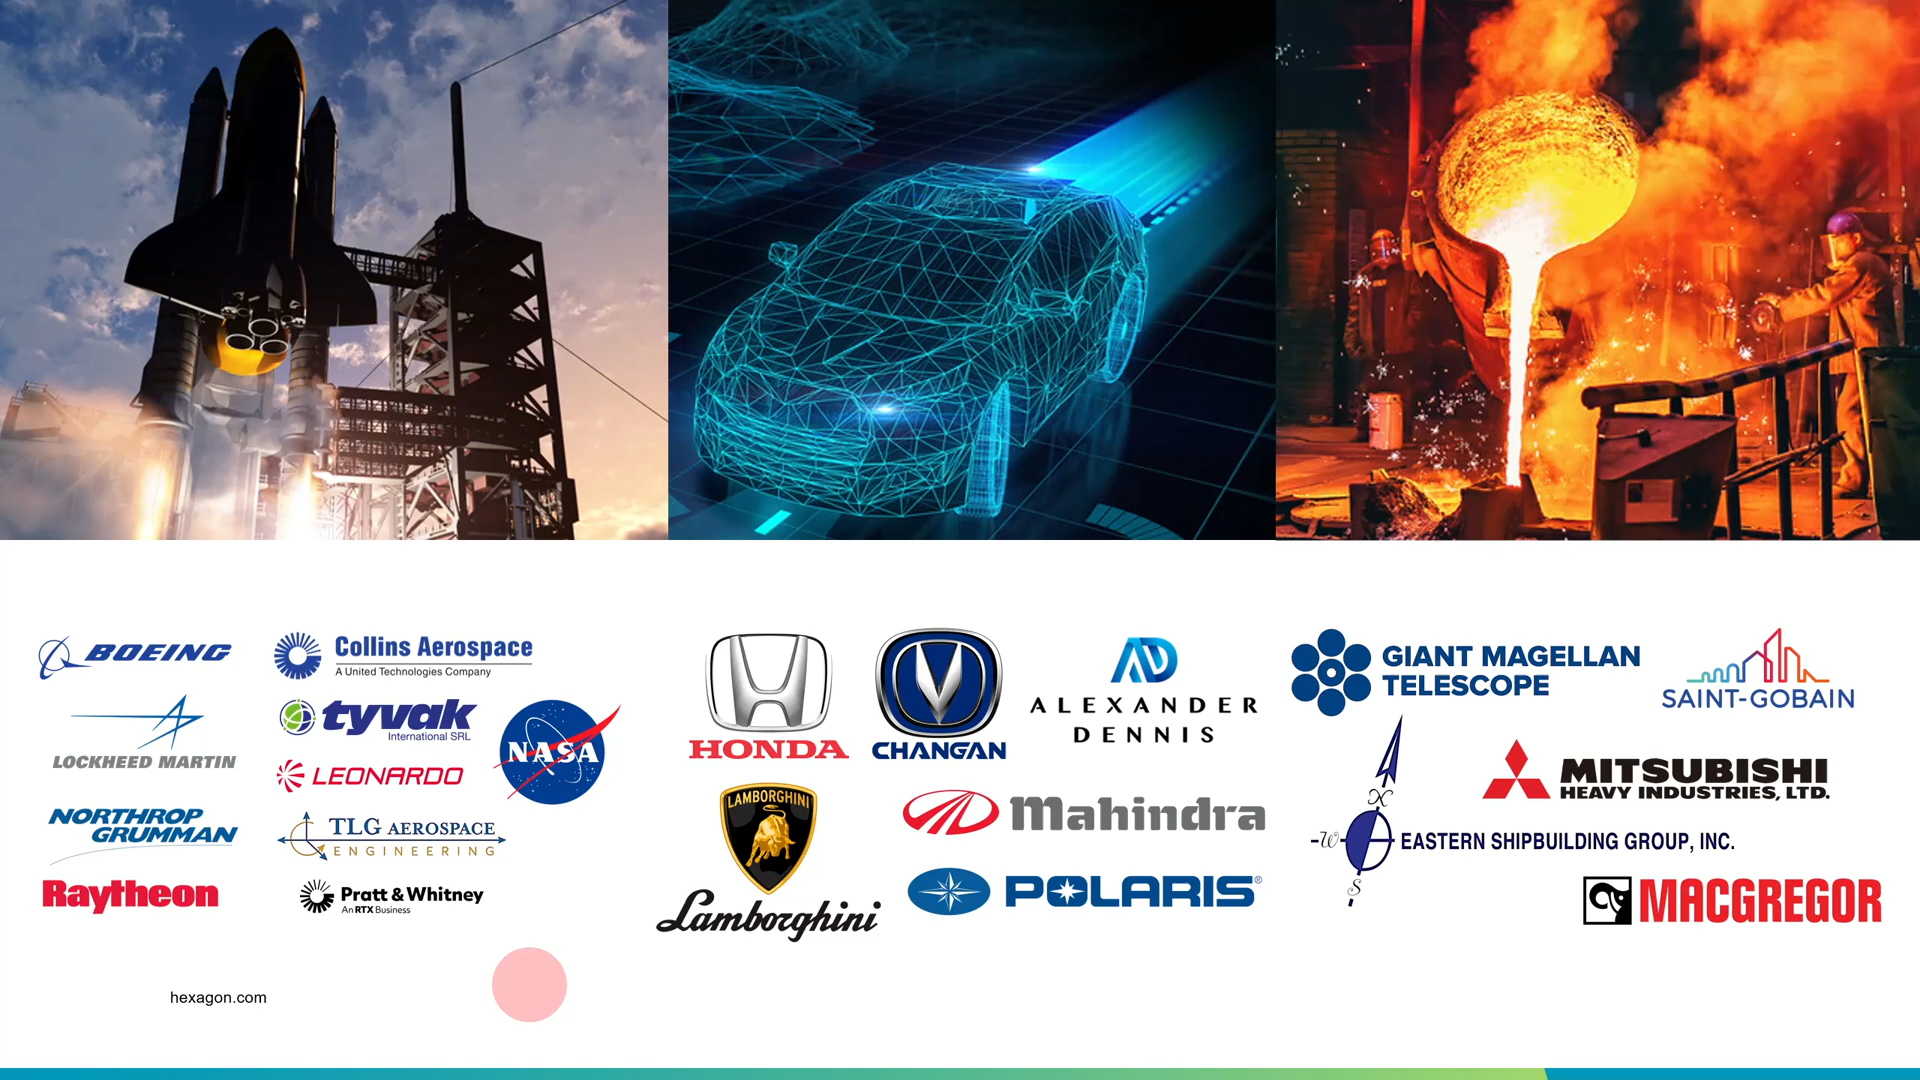 BOEING
Collins Aerospace
A United Technologies Company
LOCKHEED MARTIN
tyvak
International SRL
NASA
LEONARDO
NORTHROP
GRUMMAN
TLG AEROSPACE
ENGINEERING
Raytheon
Pratt & Whitney
An RTX Business
HONDA
CHANGAN
ALEXANDER
DENNIS
LAMBORGHINI
Lamborghini
Mahindra
POLARIS®
GIANT MAGELLAN
TELESCOPE
SAINT-GOBAIN
MITSUBISHI
HEAVY INDUSTRIES, LTD.
N
W
EASTERN SHIPBUILDING GROUP, INC.
S
MACGREGOR
hexagon.com